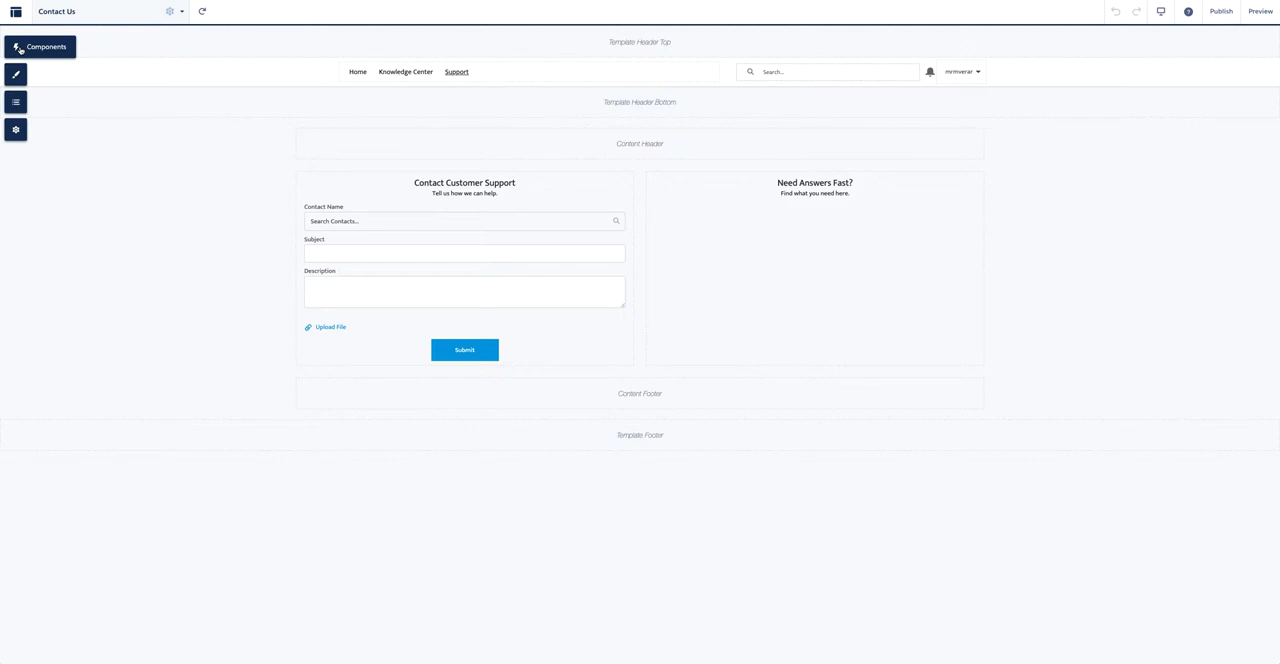 Contact Us
Publish
Preview
Components
Template Header Top
Home
Knowledge Center
Support
Search...
mrmverar
Template Header Bottom
Content Header
Contact Customer Support
Tell us how we can help.
Contact Name
Search Contacts...
Subject
Description
Upload File
Submit
Need Answers Fast?
Find what you need here.
Content Footer
Template Footer